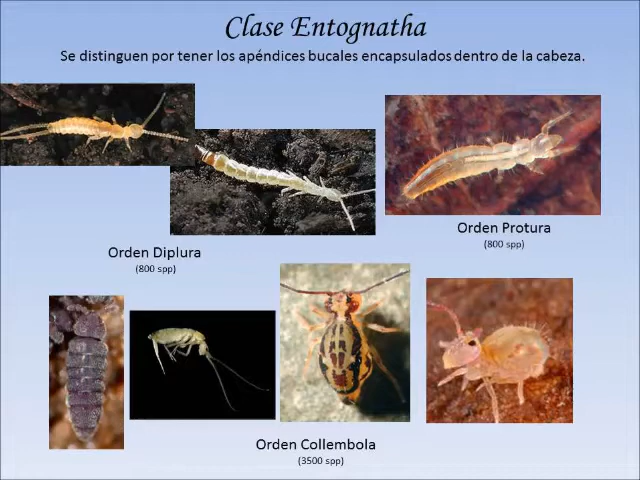 Clase Entognatha
Se distinguen por tener los apéndices bucales encapsulados dentro de la cabeza.
Orden Protura
(800 spp)
Orden Diplura
(800 spp)
Orden Collembola
(3500 spp)